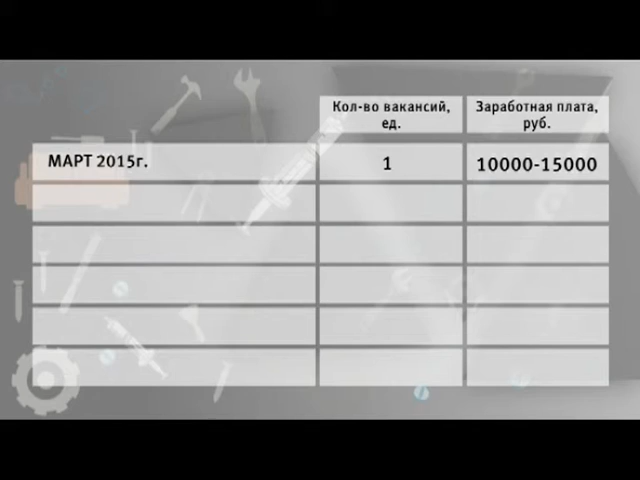 Кол-во вакансий,
ед.
Заработная плата,
руб.
МАРТ 2015г.
1
10000-15000